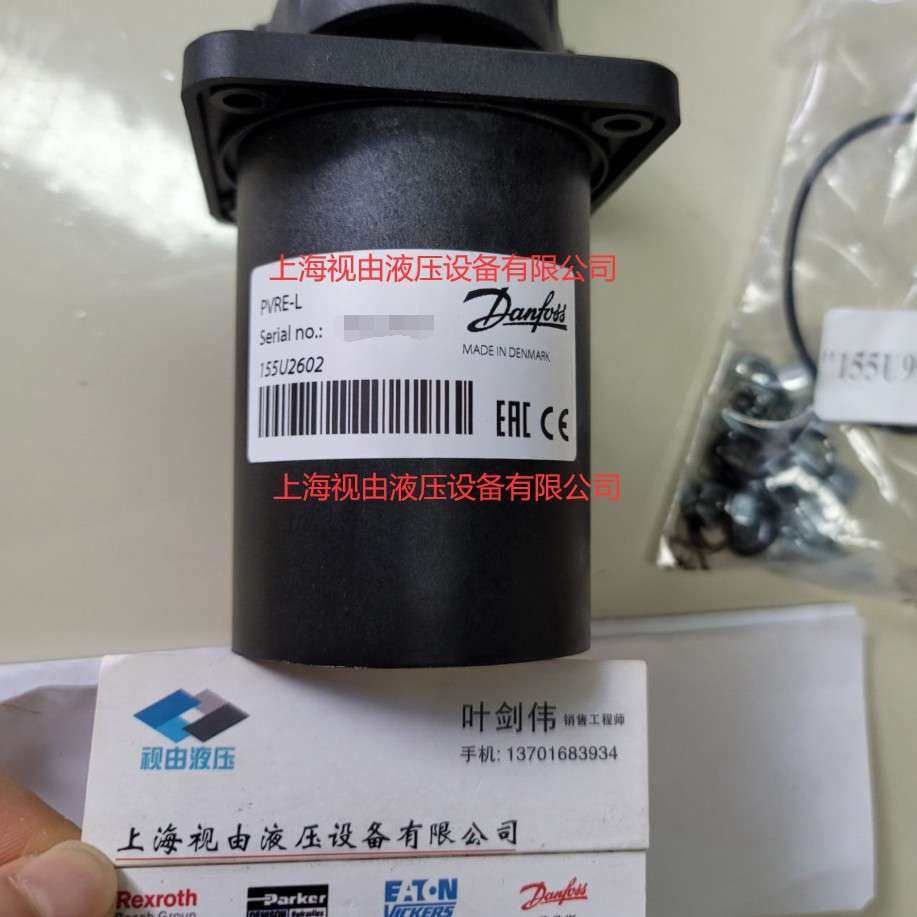 上海视由液压设备有限公司
PVRE-L
Serial no.:
155U2602
Danfoss
MADE IN DENMARK
EAC CE
上海视由液压设备有限公司
"155U9
视由液压
叶剑伟 销售工程师
手机: 13701683934
上海视由液压设备有限公司
Rexroth
Bosch Group
Parker
EATON
VICKERS
Danfoss